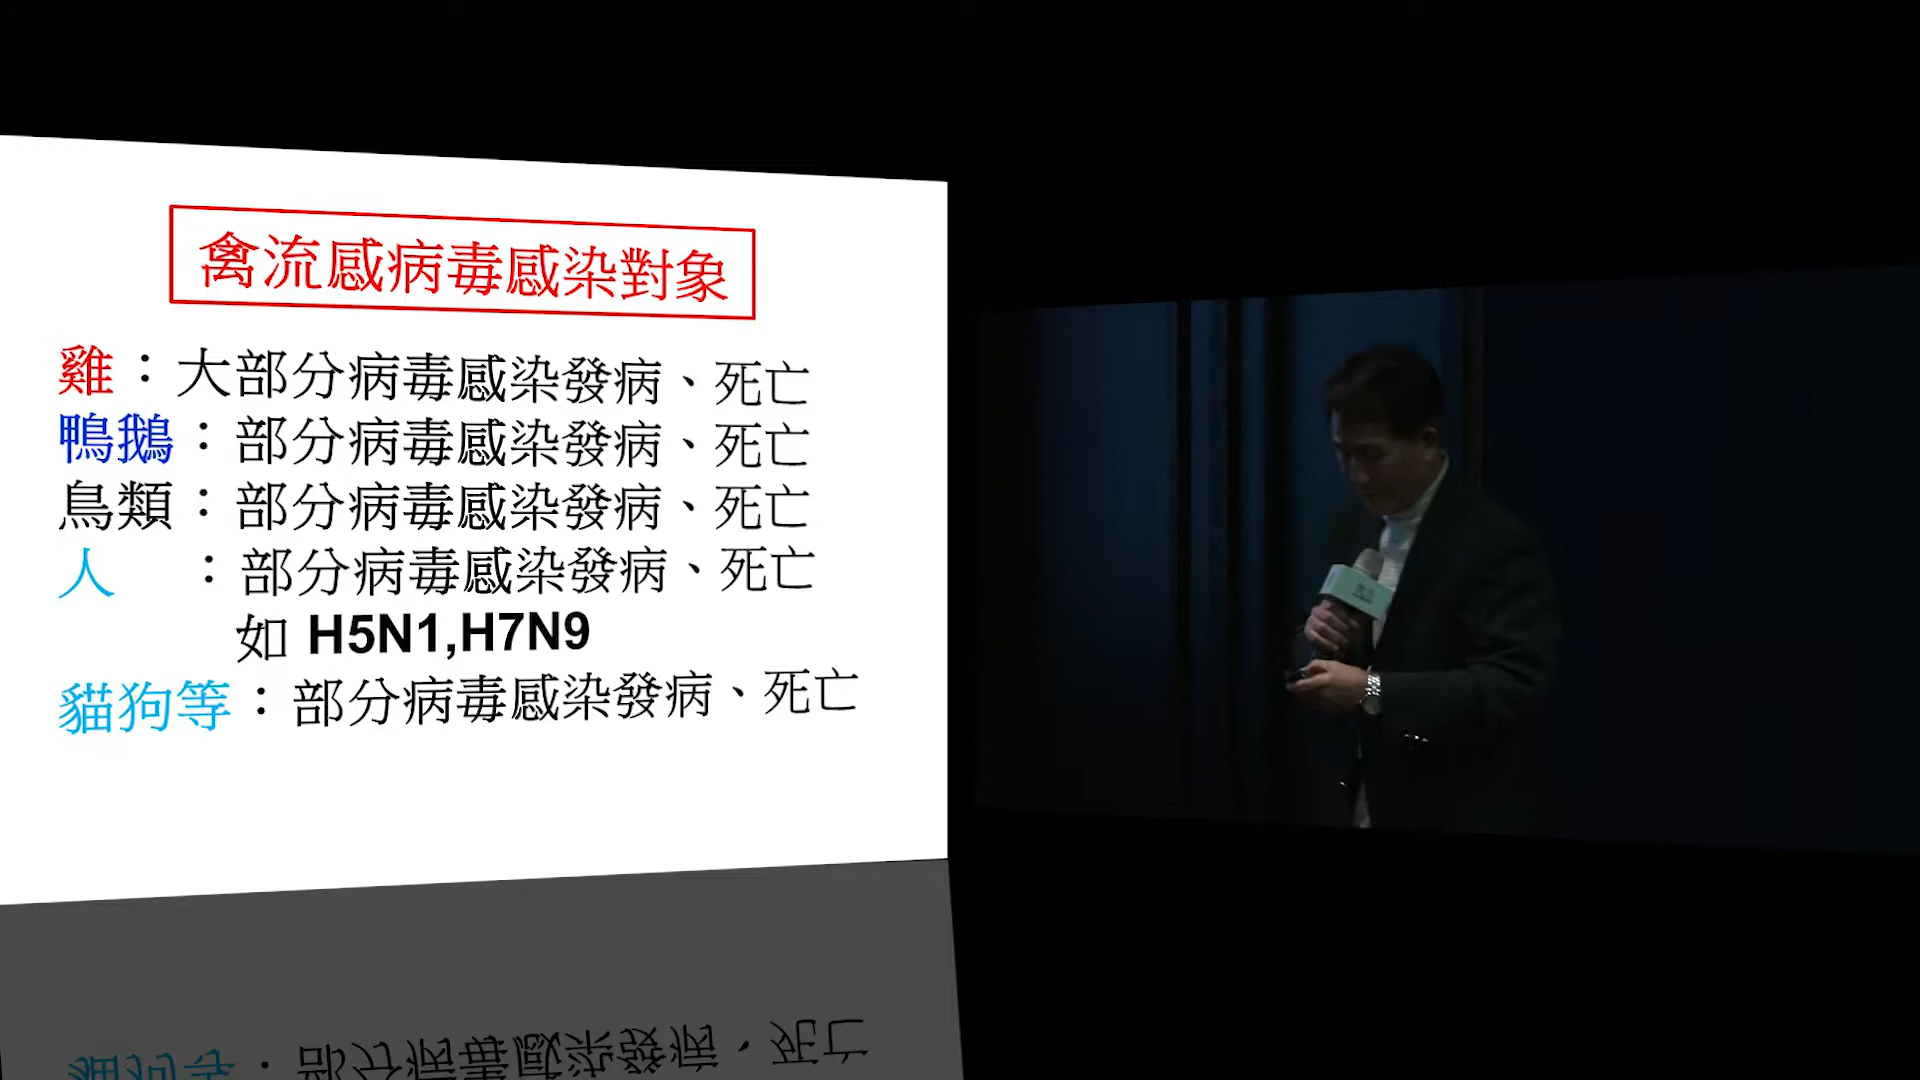 禽流感病毒感染對象
雞：大部分病毒感染發病、死亡
鴨鵝：部分病毒感染發病、死亡
鳥類：部分病毒感染發病、死亡
人 ：部分病毒感染發病、死亡
如 H5N1,H7N9
貓狗等：部分病毒感染發病、死亡